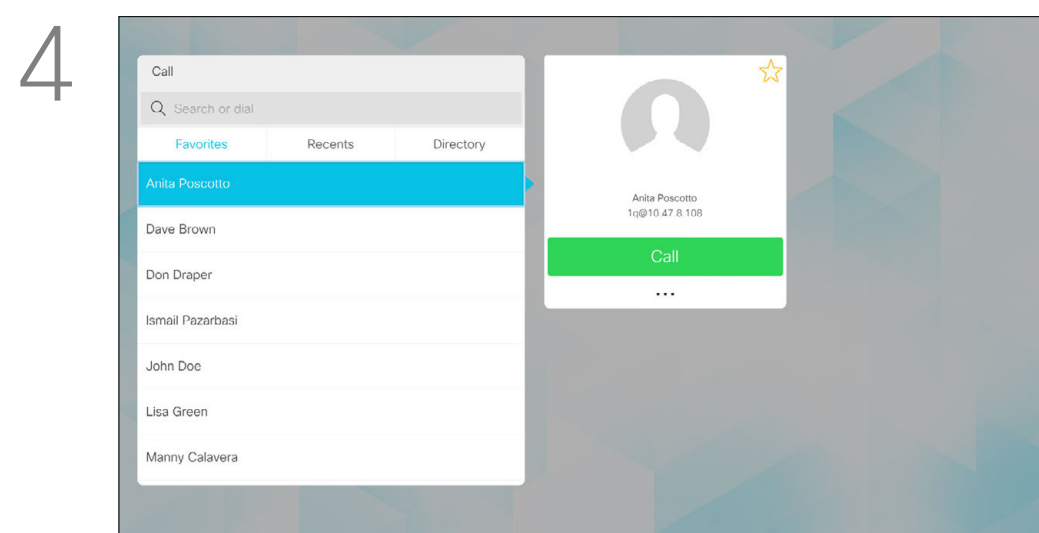 4
Call
Search or dial
Favorites Recents Directory
Anita Poscotto
Dave Brown
Don Draper
Ismail Pazarbasi
John Doe
Lisa Green
Manny Calavera
Anita Poscotto
1q@10.47.8.108
Call
...